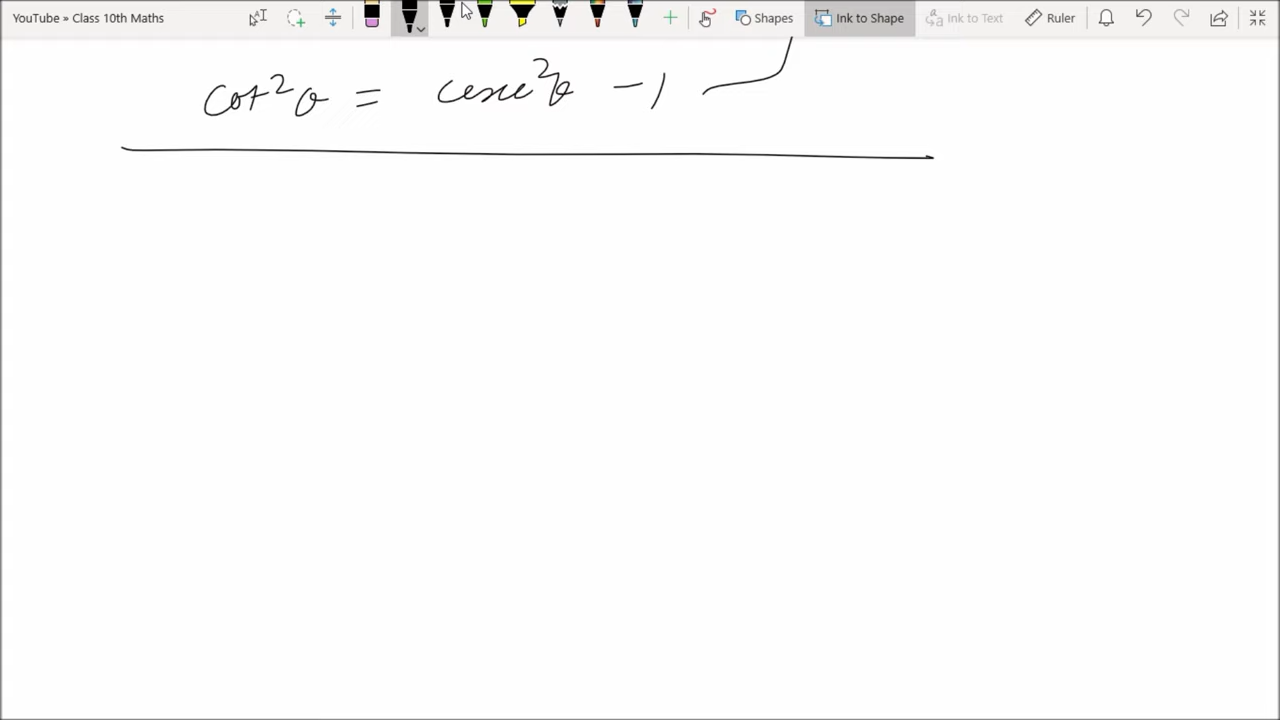 YouTube » Class 10th Maths
Shapes
Ink to Shape
Ink to Text
Ruler
cot²θ = cosec²θ - 1